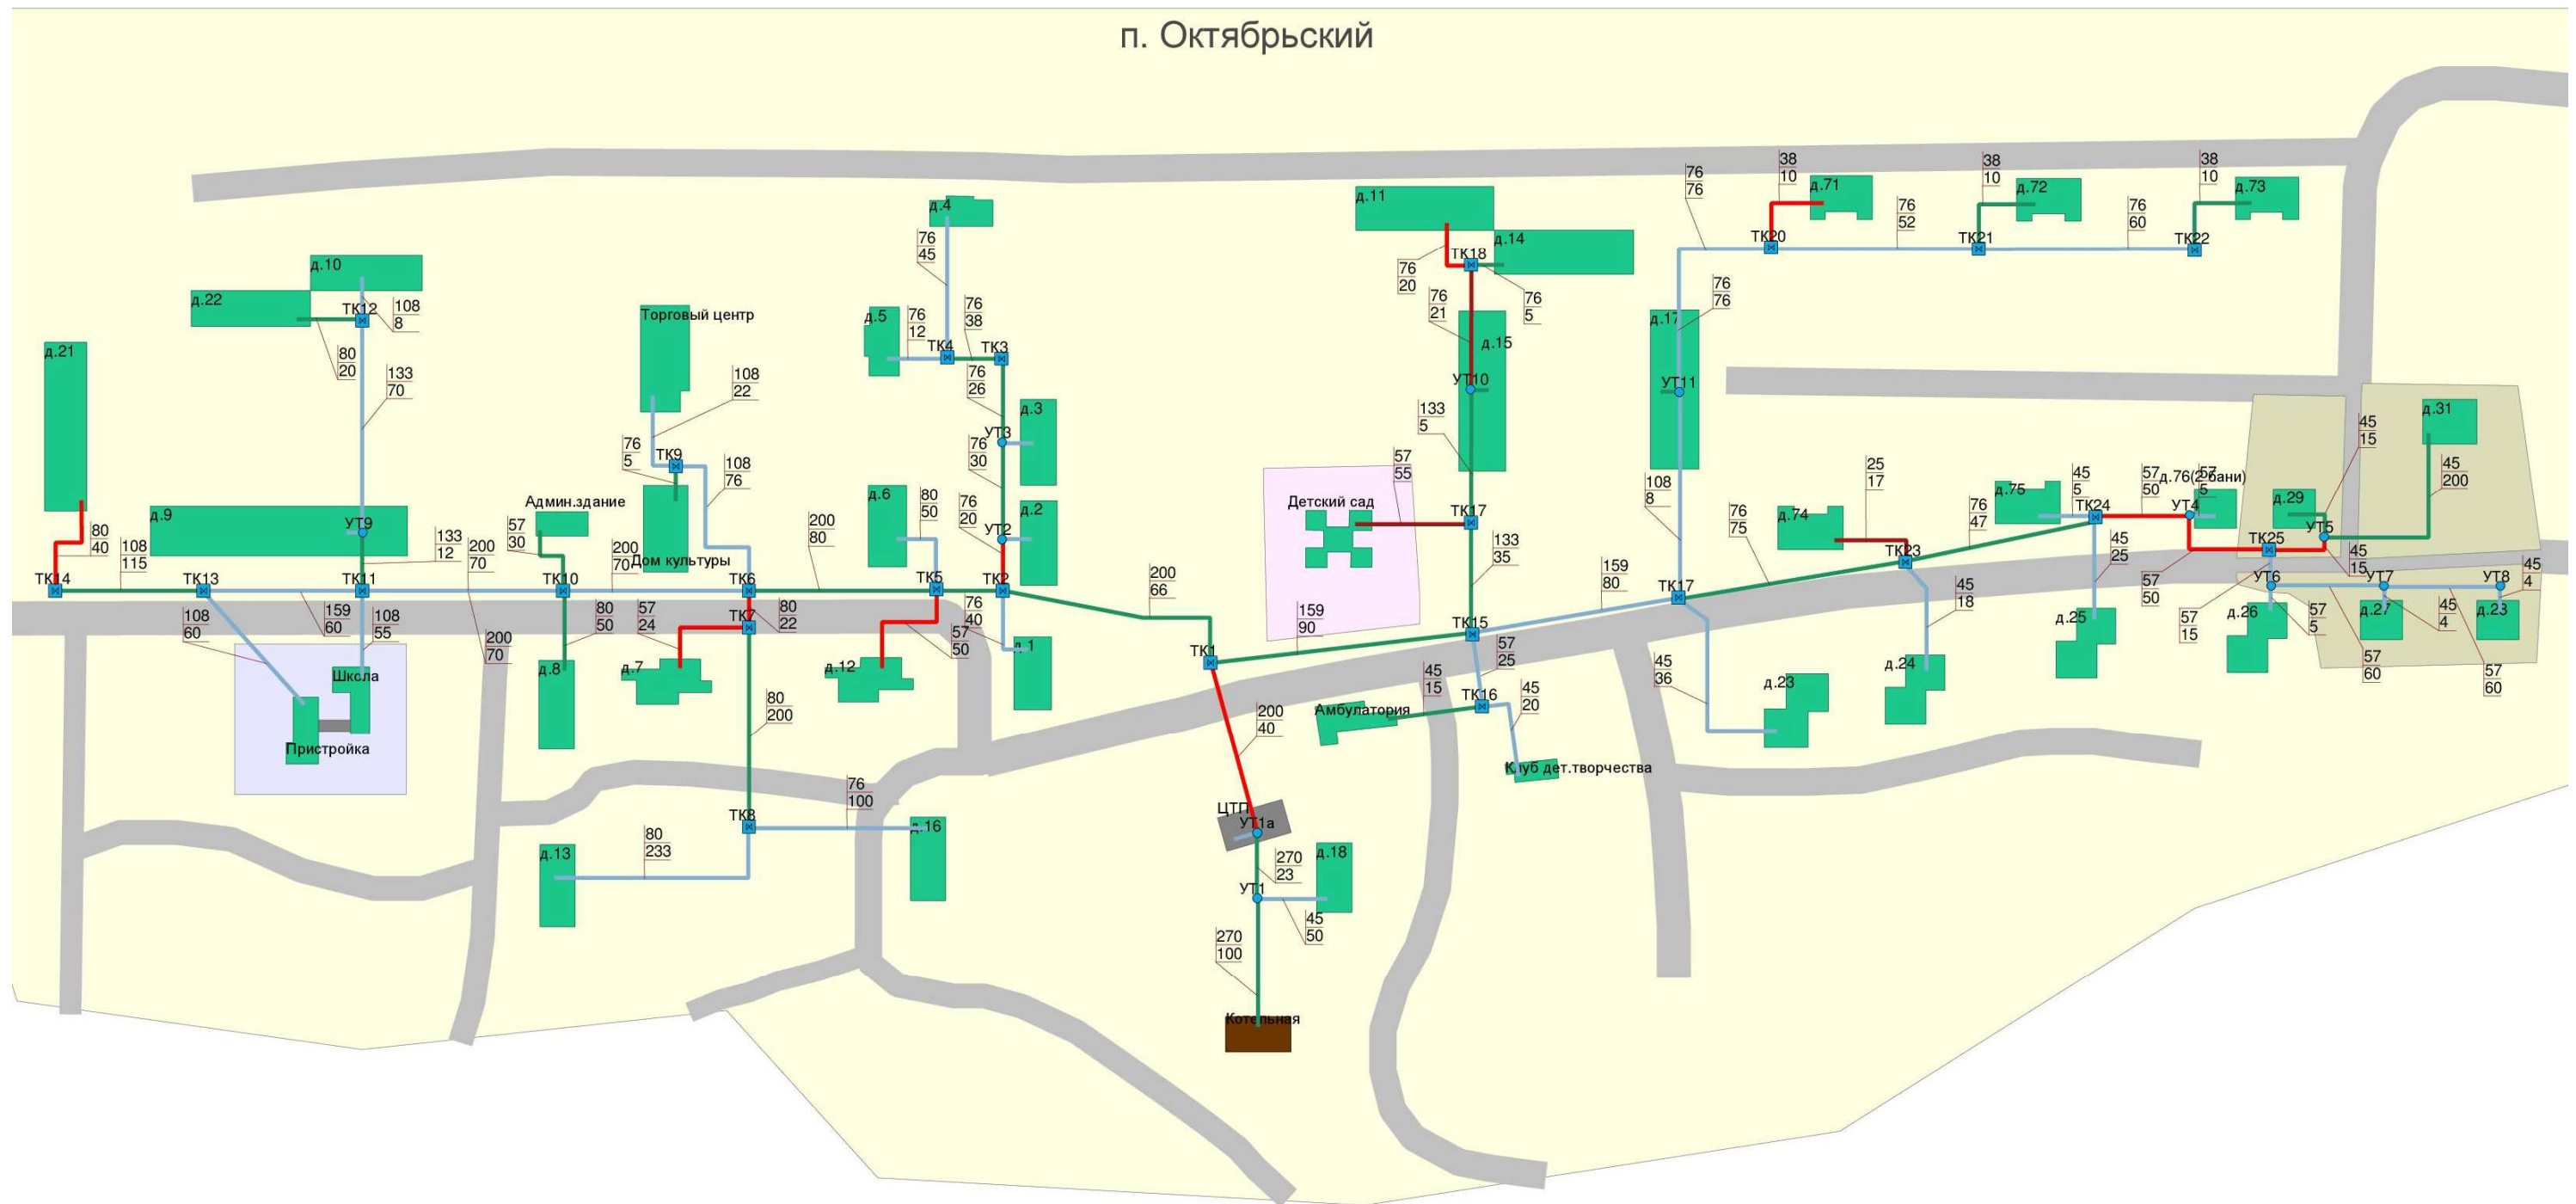 п. Октябрьский
38
10
38
10
38
10
76
76
д.71
д.72
д.73
д.11
д.4
76
52
76
60
76
45
д.14
ТК20
ТК21
ТК22
ТК18
д.10
76
20
76
5
76
76
д.22
ТК12
108
8
76
21
76
38
д.5
76
12
Торговый центр
д.17
д.15
д.21
80
20
ТК4
ТК3
133
70
108
22
76
26
УТ10
УТ11
133
5
д.3
д.31
45
15
УТ3
76
30
ТК9
76
5
108
76
57
55
25
17
45
5
57
50
д.76(2 бани)
57
5
45
200
108
8
д.6
80
50
76
20
д.2
Детский сад
Админ.здание
д.9
УТ9
57
30
200
80
УТ2
ТК17
76
75
д.74
76
47
д.75
ТК24
УТ4
д.29
УТ5
80
40
108
115
133
12
200
70
200
70
Дом культуры
133
35
ТК23
45
25
57
50
ТК25
45
15
45
4
ТК14
ТК13
ТК11
ТК10
ТК6
ТК5
ТК2
200
66
159
80
ТК17
УТ6
УТ7
УТ8
108
60
159
60
108
55
200
70
80
50
57
24
ТК7
80
22
57
50
76
40
д.1
159
90
ТК15
57
25
45
18
д.25
57
15
д.26
57
5
д.27
45
4
д.23
57
60
57
60
ТК1
Школа
д.8
д.7
д.12
45
15
ТК16
45
20
45
36
д.23
д.24
Пристройка
80
200
200
40
Амбулатория
Клуб дет.творчества
76
100
ТК8
ЦТП
УТ1а
д.16
80
233
д.13
270
23
д.18
УТ1
45
50
270
100
Котельная